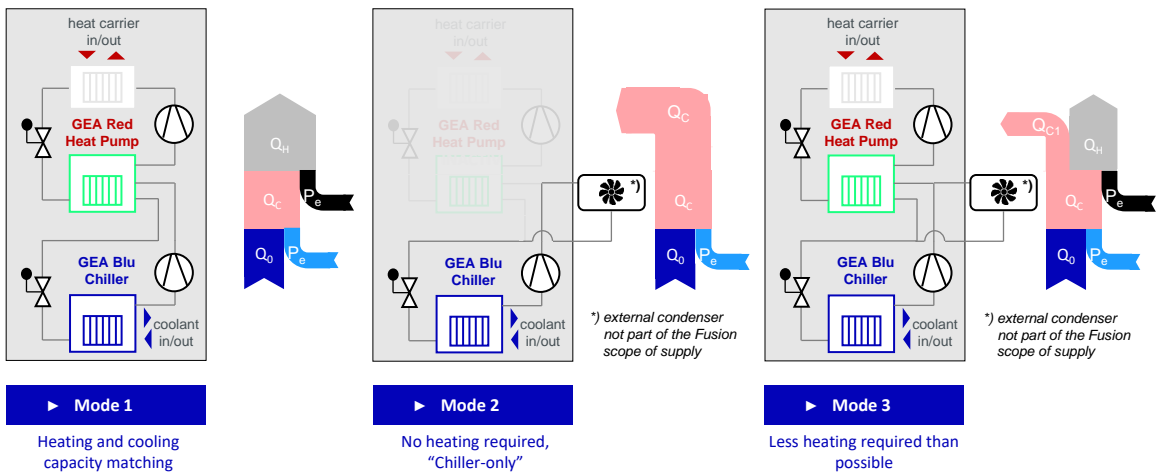 heat carrier
in/out
GEA Red
Heat Pump
GEA Blu
Chiller
coolant
in/out
Q_H
P_e
Q_C
Q_0
P_e
► Mode 1
Heating and cooling
capacity matching
heat carrier
in/out
GEA Red
Heat Pump
*)
GEA Blu
Chiller
coolant
in/out
Q_C
Q_C
Q_0
P_e
*) external condenser
not part of the Fusion
scope of supply
► Mode 2
No heating required,
“Chiller-only”
heat carrier
in/out
GEA Red
Heat Pump
*)
GEA Blu
Chiller
coolant
in/out
Q_C1
Q_H
P_e
Q_C
Q_0
P_e
*) external condenser
not part of the Fusion
scope of supply
► Mode 3
Less heating required than
possible